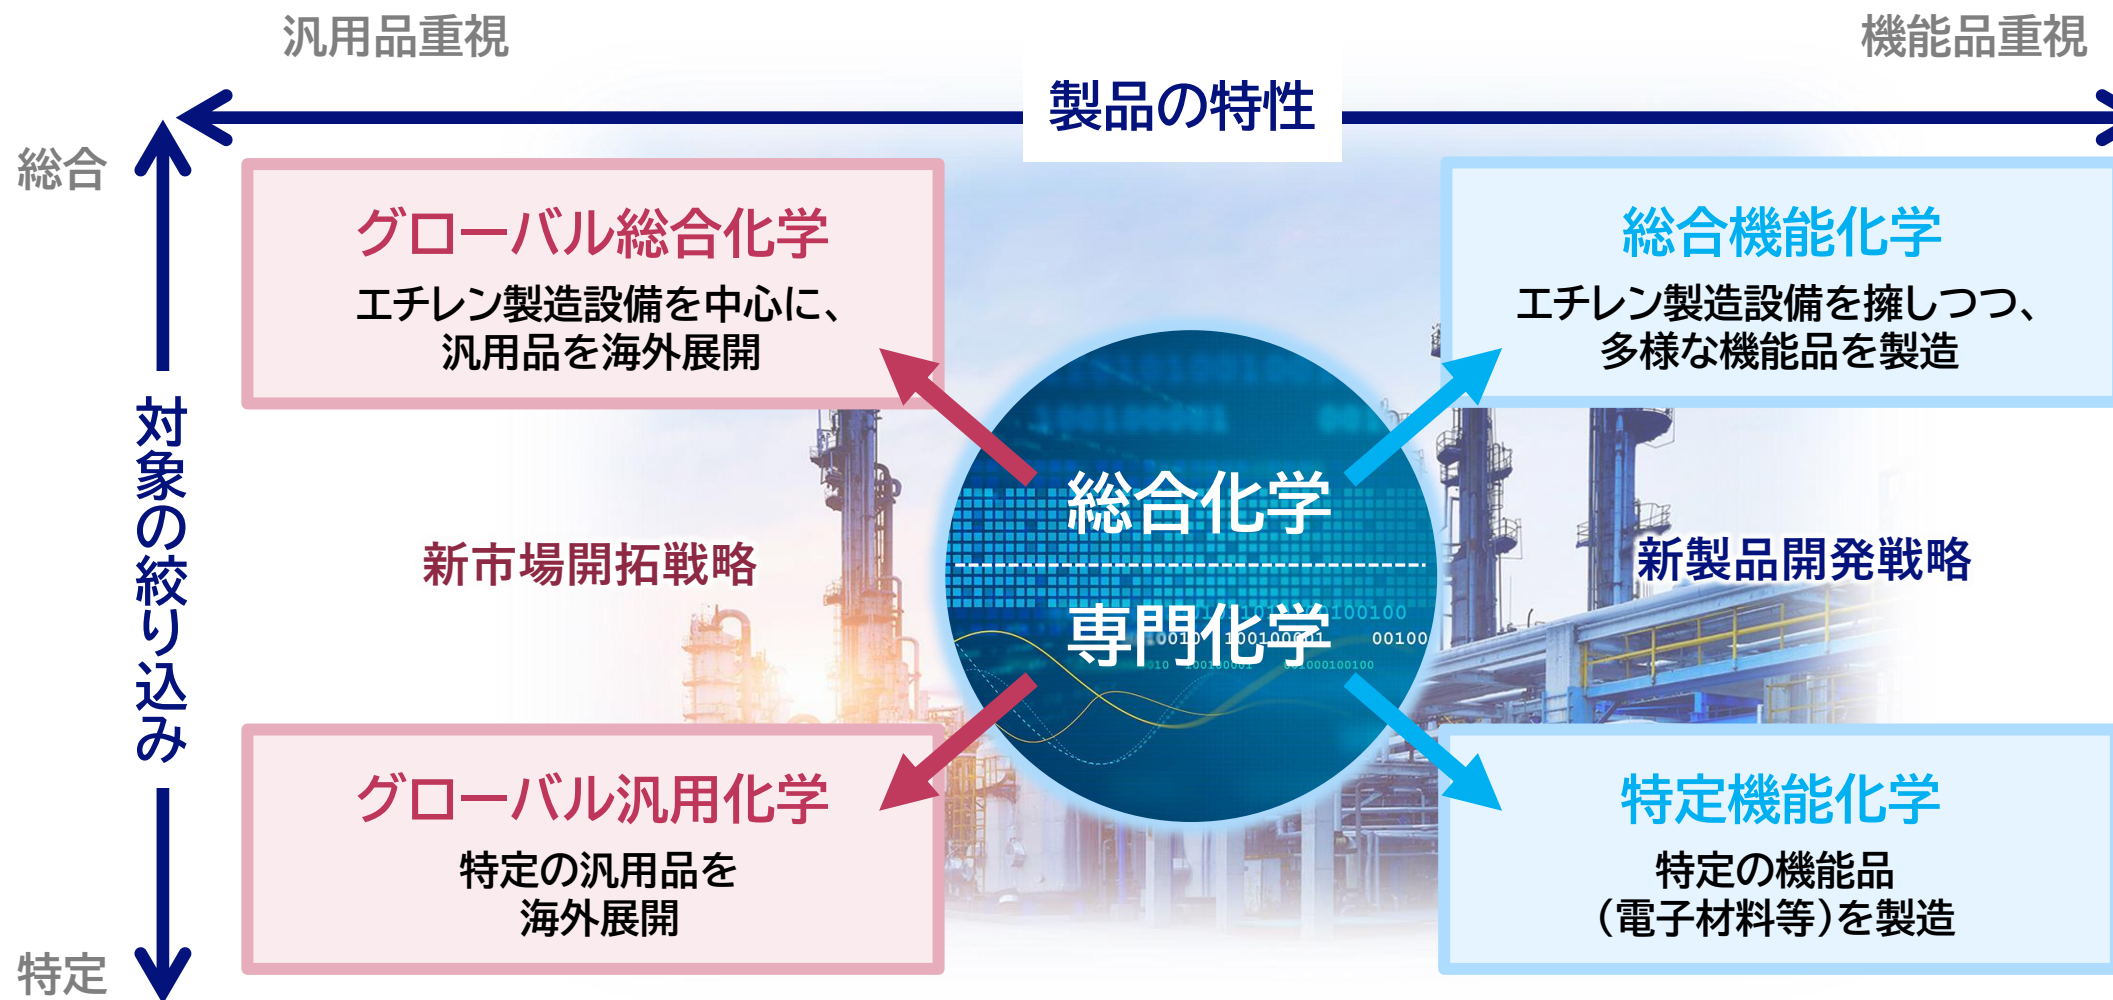 汎用品重視
機能品重視
製品の特性
総合
グローバル総合化学
エチレン製造設備を中心に、
汎用品を海外展開
総合機能化学
エチレン製造設備を擁しつつ、
多様な機能品を製造
対象の絞り込み
総合化学
専門化学
新市場開拓戦略
新製品開発戦略
グローバル汎用化学
特定の汎用品を
海外展開
特定機能化学
特定の機能品
（電子材料等）を製造
特定